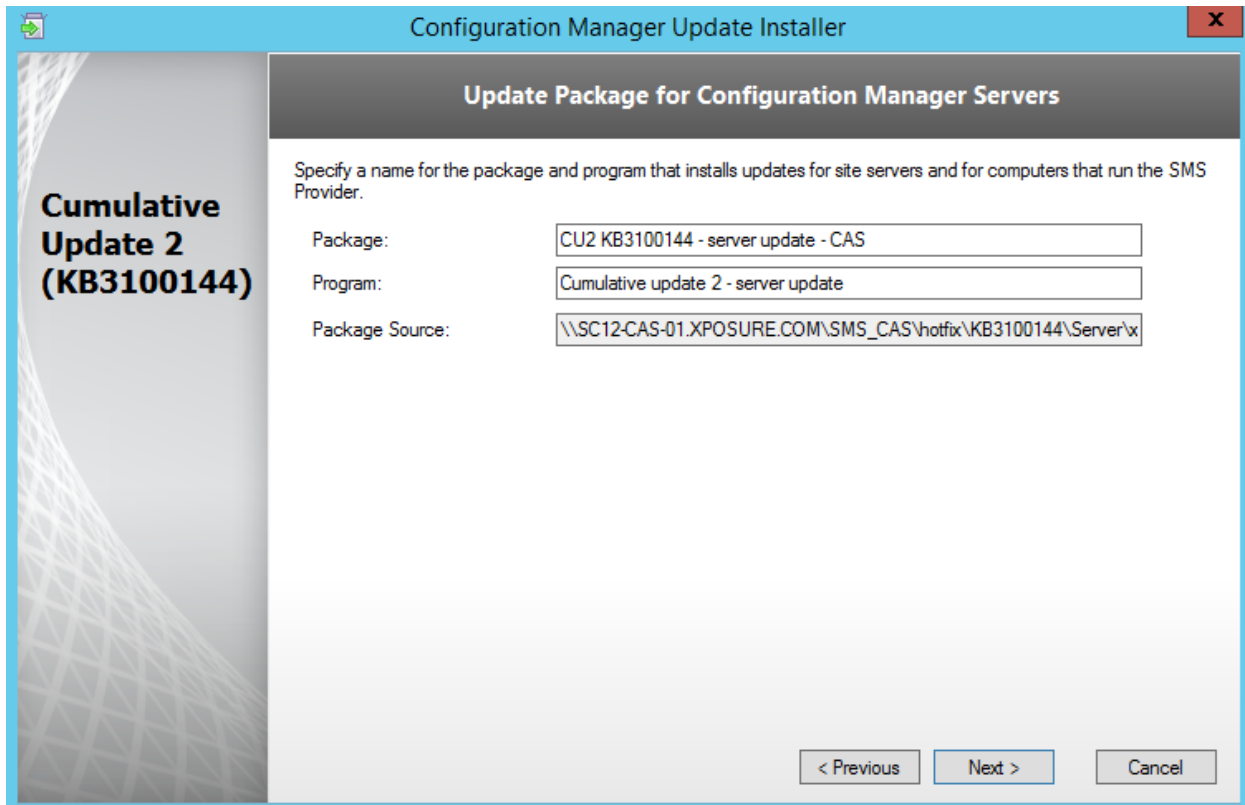 Configuration Manager Update Installer
x
Update Package for Configuration Manager Servers
Cumulative
Update 2
(KB3100144)
Specify a name for the package and program that installs updates for site servers and for computers that run the SMS
Provider.
Package:
CU2 KB3100144 - server update - CAS
Program:
Cumulative update 2 - server update
Package Source:
\\SC12-CAS-01.XPOSURE.COM\SMS_CAS\hotfix\KB3100144\Server\x
< Previous
Next >
Cancel